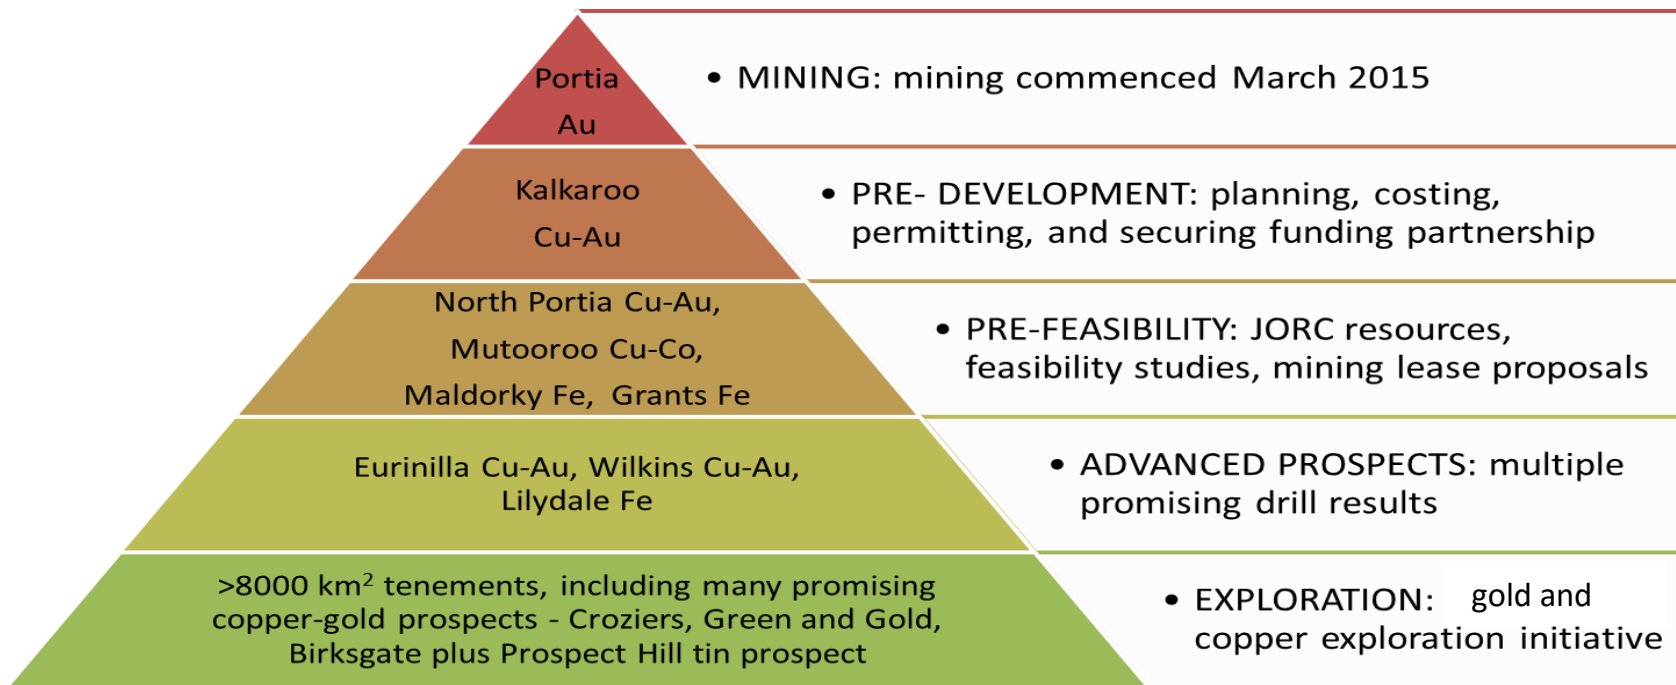 Portia
Au
• MINING: mining commenced March 2015
Kalkaroo
Cu-Au
• PRE- DEVELOPMENT: planning, costing,
permitting, and securing funding partnership
North Portia Cu-Au,
Mutooroo Cu-Co,
Maldorky Fe, Grants Fe
• PRE-FEASIBILITY: JORC resources,
feasibility studies, mining lease proposals
Eurinilla Cu-Au, Wilkins Cu-Au,
Lilydale Fe
• ADVANCED PROSPECTS: multiple
promising drill results
>8000 km² tenements, including many promising
copper-gold prospects - Croziers, Green and Gold,
Birksgate plus Prospect Hill tin prospect
• EXPLORATION: gold and
copper exploration initiative